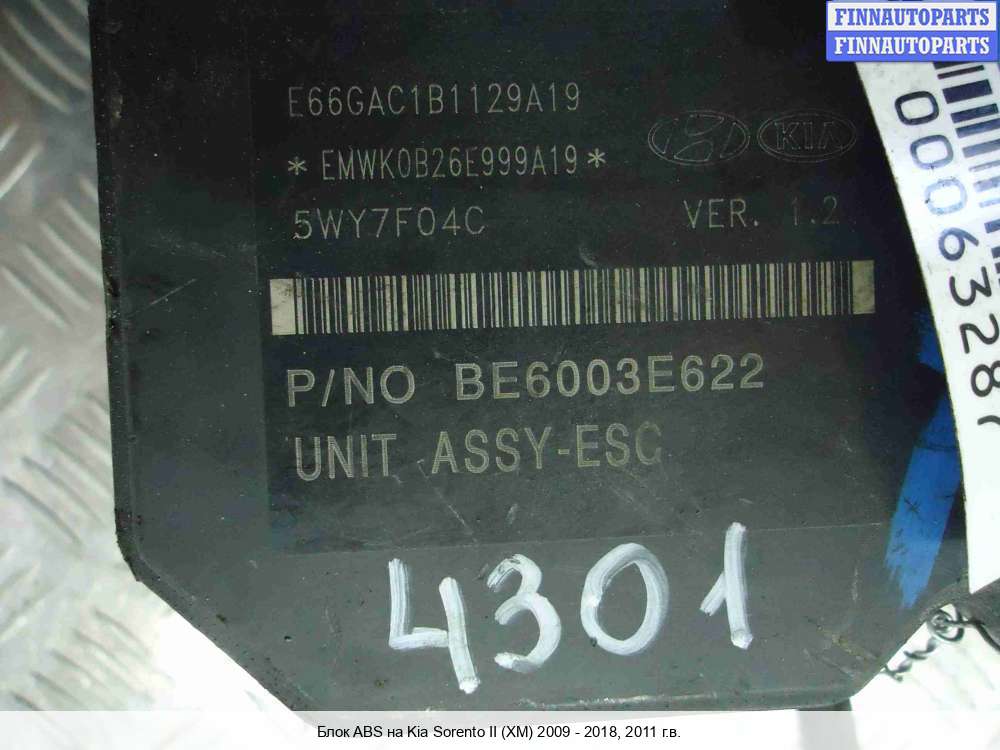 FINNAUTOPARTS
FINNAUTOPARTS
E66GAC1B1129A19
*EMWK0B26E999A19*
KIA
5WY7F04C VER. 1.2
P/NO BE6003E622
UNIT ASSY-ESC
4301
Блок ABS на Kia Sorento II (XM) 2009 - 2018, 2011 г.в.